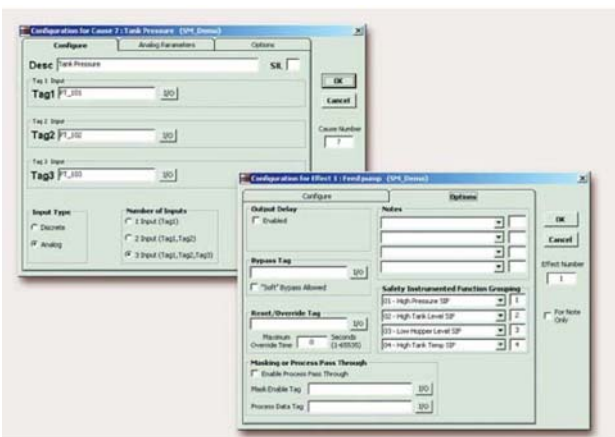 Configuration for Cause 7 : Tank Pressure (SM_Demo)
Configure Analog Parameters Options
Desc Tank Pressure SIL
Tag 1 Input
Tag1 PT_101 I/O
Tag 2 Input
Tag2 PT_102 I/O
Tag 3 Input
Tag3 PT_103 I/O
Input Type
Discrete
Analog
Number of Inputs
1 Input (Tag1)
2 Input (Tag1,Tag2)
3 Input (Tag1,Tag2,Tag3)
OK
Cancel
Cause Number
7
Configuration for Effect 1 : Feed pump (SM_Demo)
Configure Options
Output Delay
Enabled
Bypass Tag
I/O
"Soft" Bypass Allowed
Reset/Override Tag
I/O
Maximum Override Time 0 Seconds (1-65535)
Masking or Process Pass Through
Enable Process Pass Through
Mask Enable Tag I/O
Process Data Tag I/O
Notes
Safety Instrumented Function Grouping
01 - High Pressure SIF 1
02 - High Tank Level SIF 2
03 - Low Hopper Level SIF 3
04 - High Tank Temp SIF 4
OK
Cancel
Effect Number
1
For Note Only